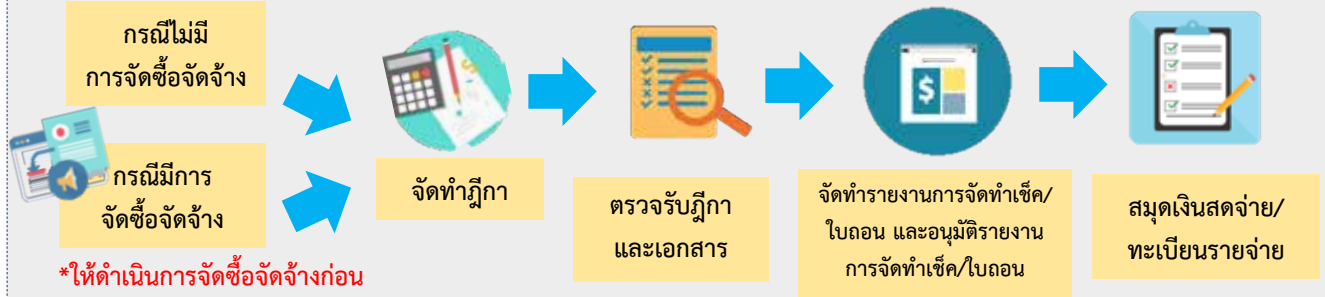 กรณีไม่มี
การจัดซื้อจัดจ้าง
กรณีมีการ
จัดซื้อจัดจ้าง
*ให้ดำเนินการจัดซื้อจัดจ้างก่อน
จัดทำฎีกา
ตรวจรับฎีกา
และเอกสาร
จัดทำรายงานการจัดทำเช็ค/
ใบถอน และอนุมัติรายงาน
การจัดทำเช็ค/ใบถอน
สมุดเงินสดจ่าย/
ทะเบียนรายจ่าย